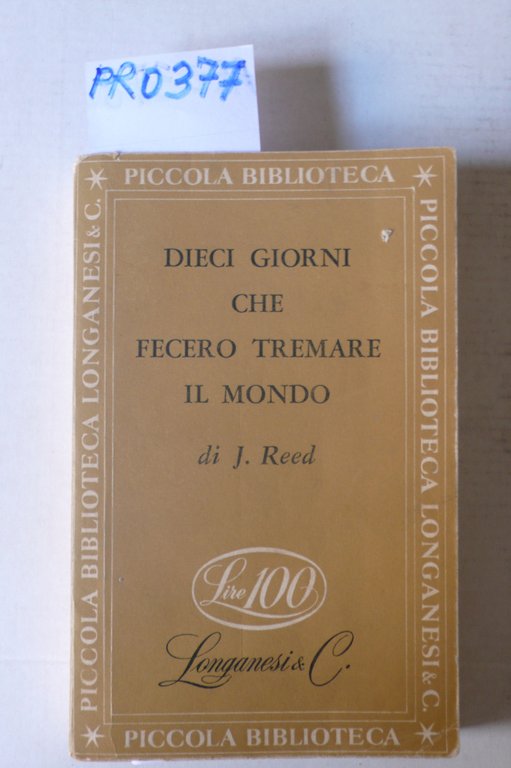 PRO377
* PICCOLA BIBLIOTECA *
PICCOLA BIBLIOTECA LONGANESI & C.
PICCOLA BIBLIOTECA LONGANESI & C.
DIECI GIORNI
CHE
FECERO TREMARE
IL MONDO
di J. Reed
Lire 100
Longanesi & C.
* PICCOLA BIBLIOTECA *